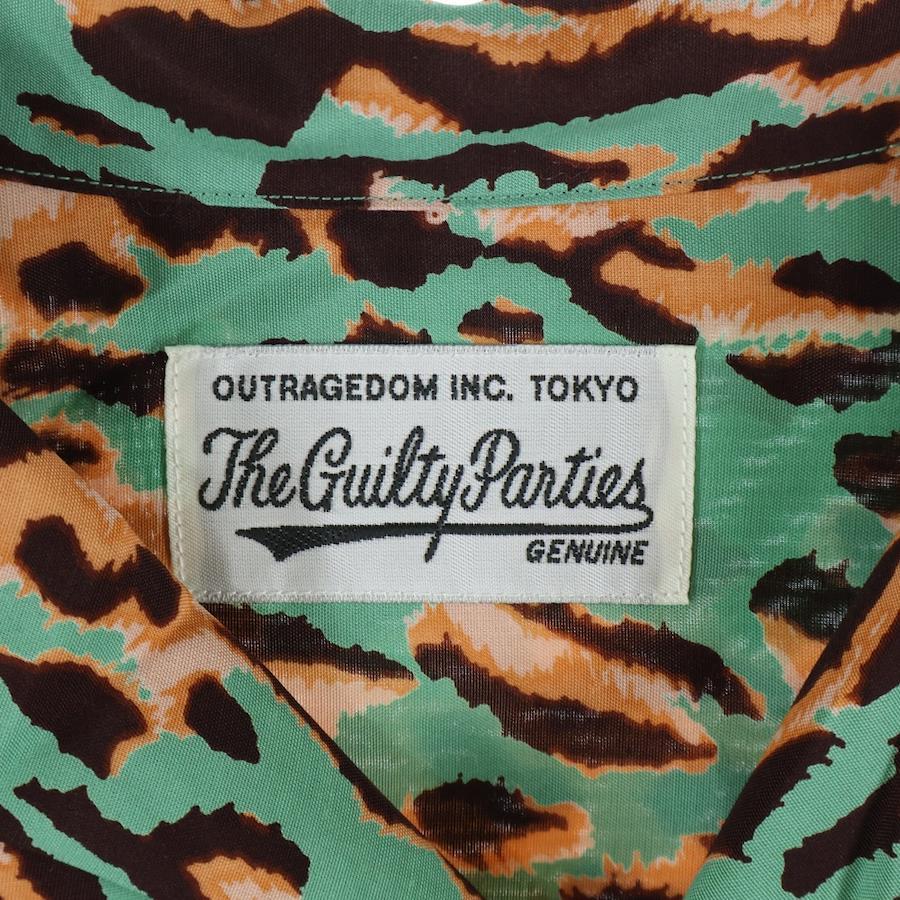 OUTRAGEDOM INC. TOKYO
The Guilty Parties
GENUINE